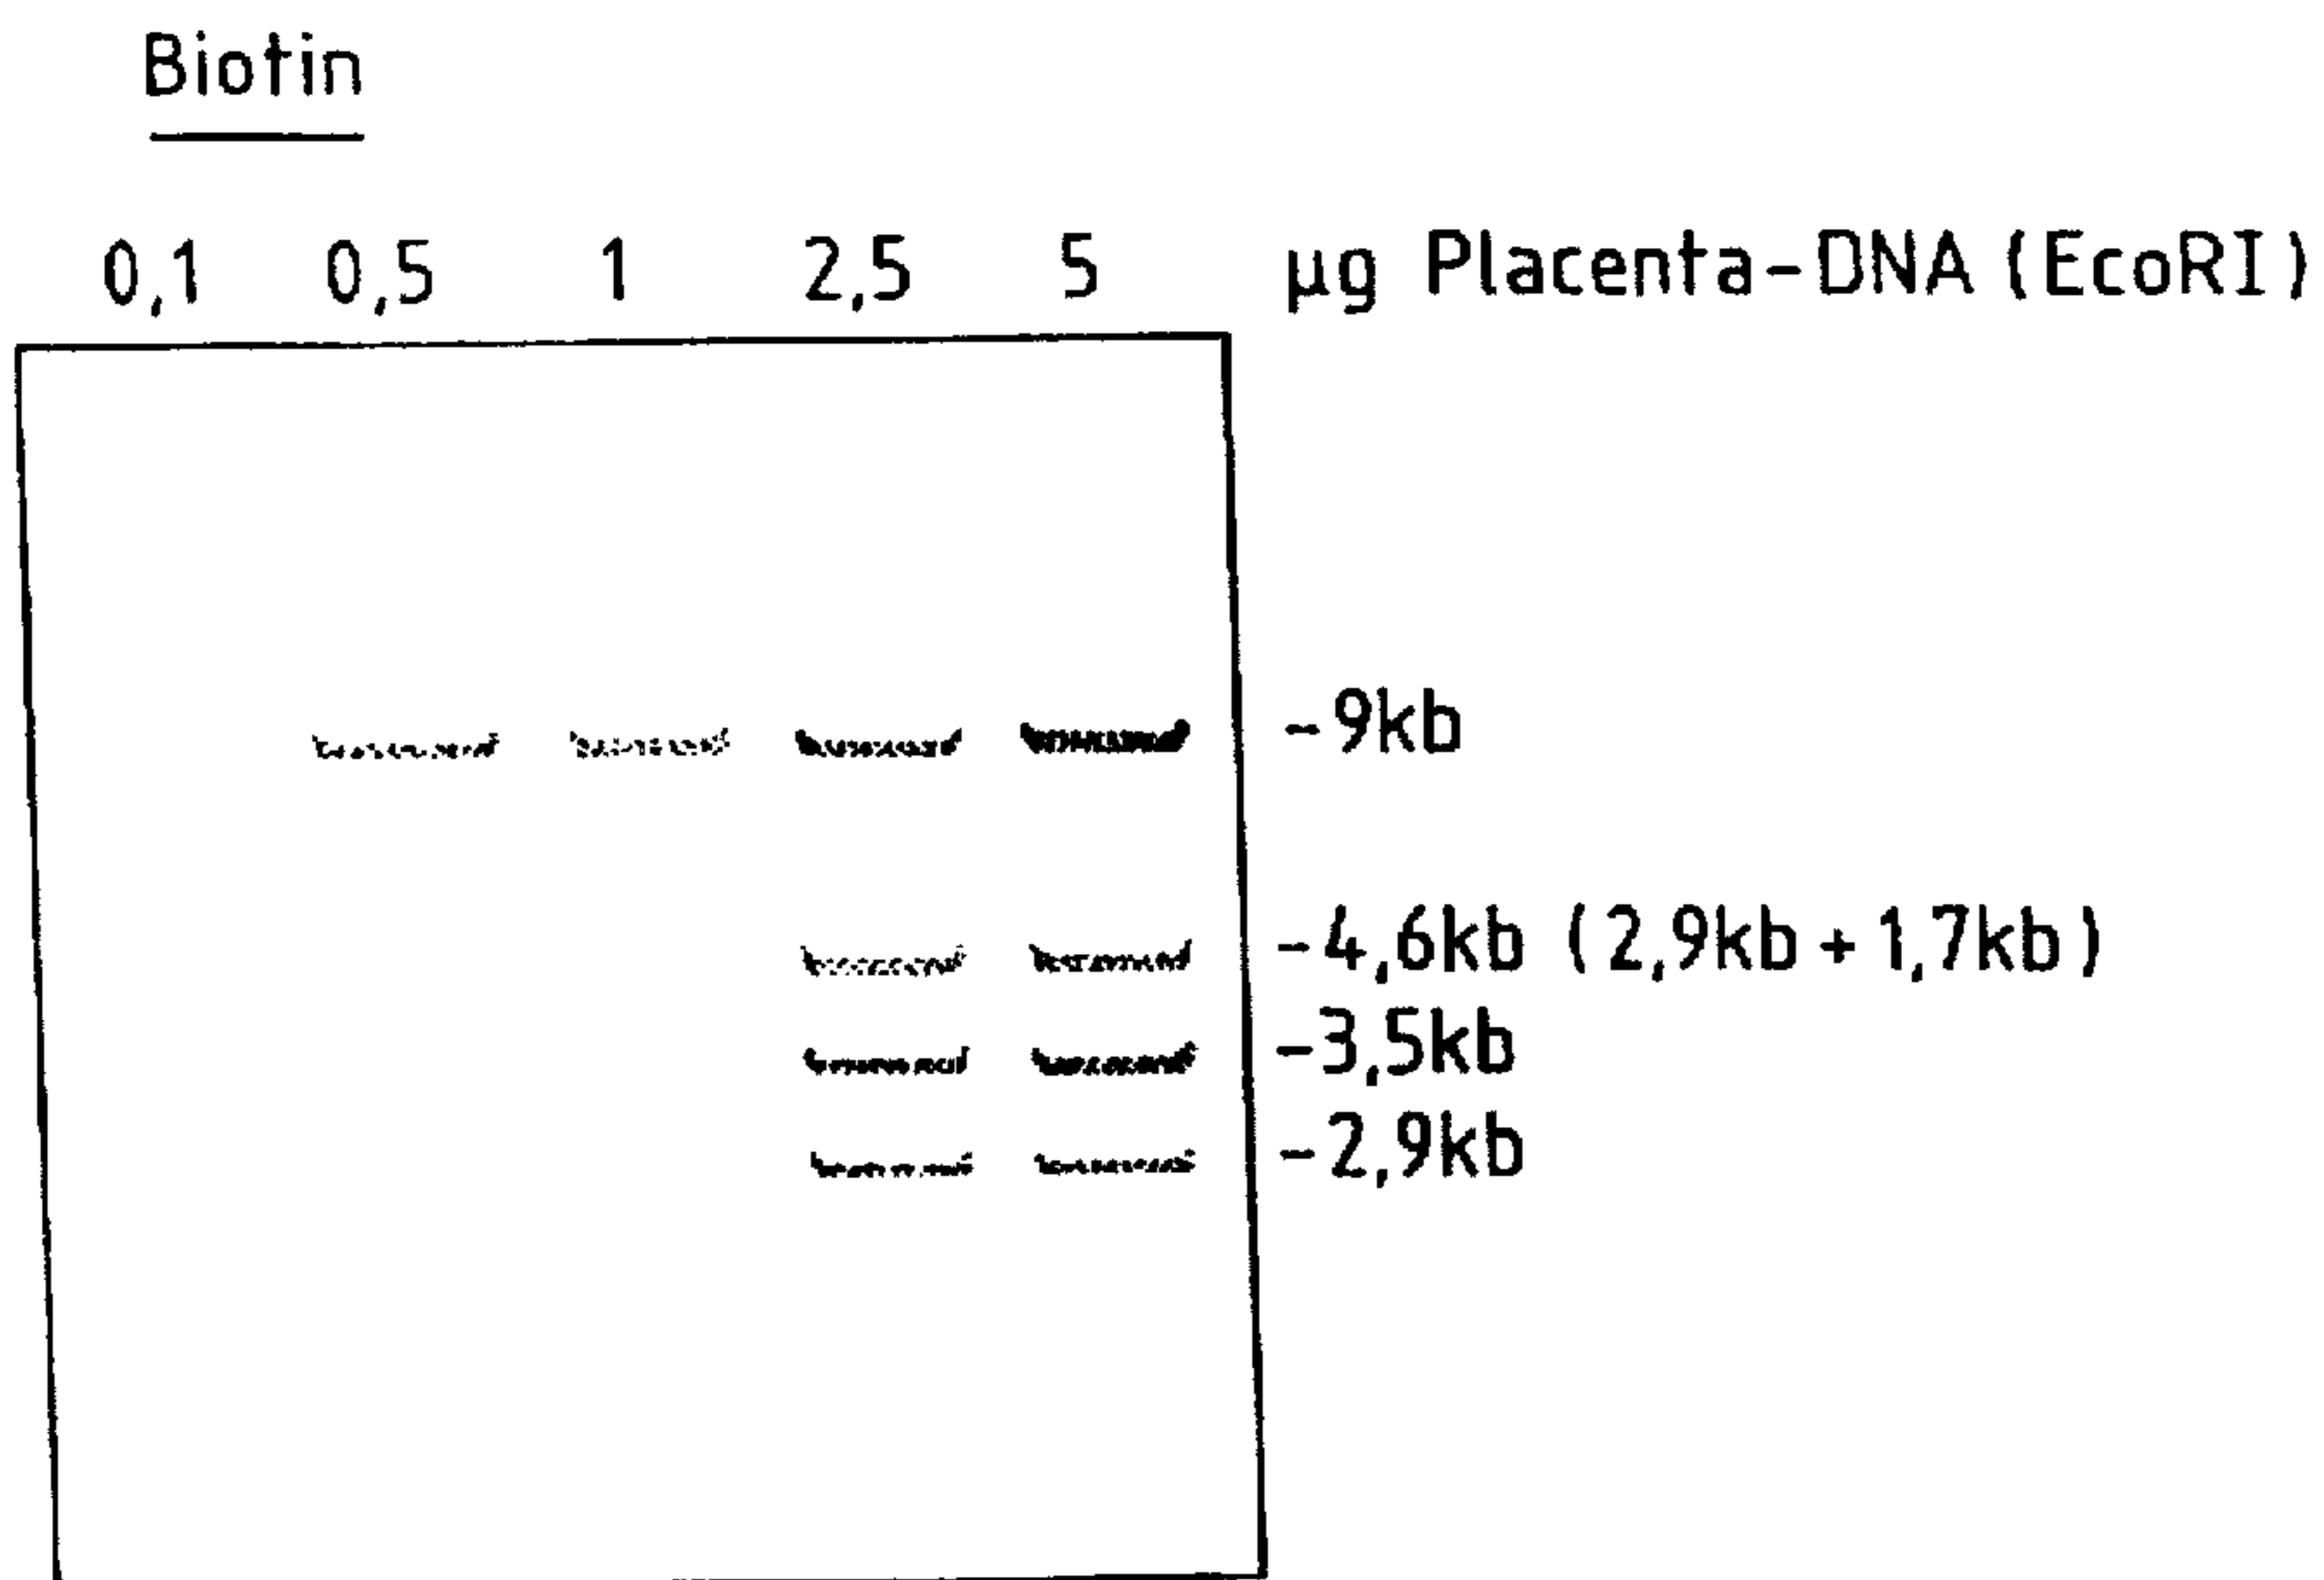 Biotin
0,1 0,5 1 2,5 5 µg Placenta-DNA (EcoRI)
-9kb
-4,6kb (2,9kb+1,7kb)
-3,5kb
-2,9kb